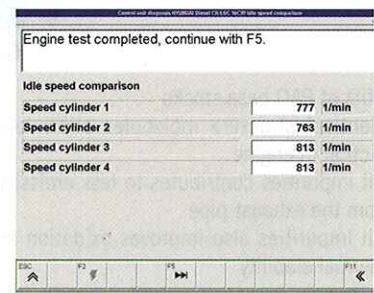 Control unit diagnosis HYUNDAI Diesel CR/EDC 16C39 Idle speed comparison
Engine test completed, continue with F5.
Idle speed comparison
Speed cylinder 1 777 1/min
Speed cylinder 2 763 1/min
Speed cylinder 3 813 1/min
Speed cylinder 4 813 1/min
ESC F2 F5 F11